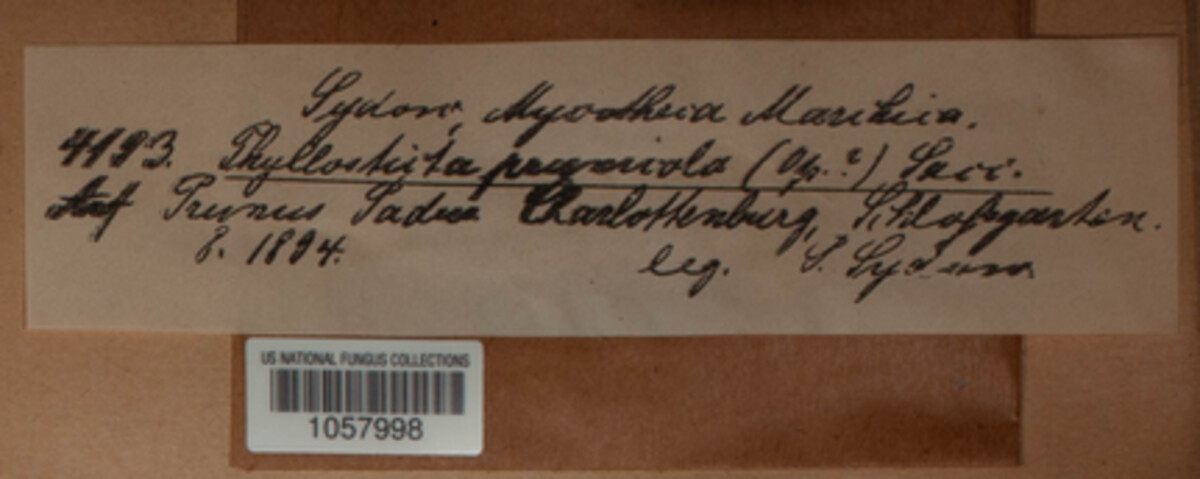 Sydow, Mycotheca Marchica.
4193. Phyllosticta prunicola (Op.?) Sacc.
Auf Prunus Padus Charlottenburg, Schloßgarten.
8. 1894. leg. P. Sydow
US NATIONAL FUNGUS COLLECTIONS
1057998